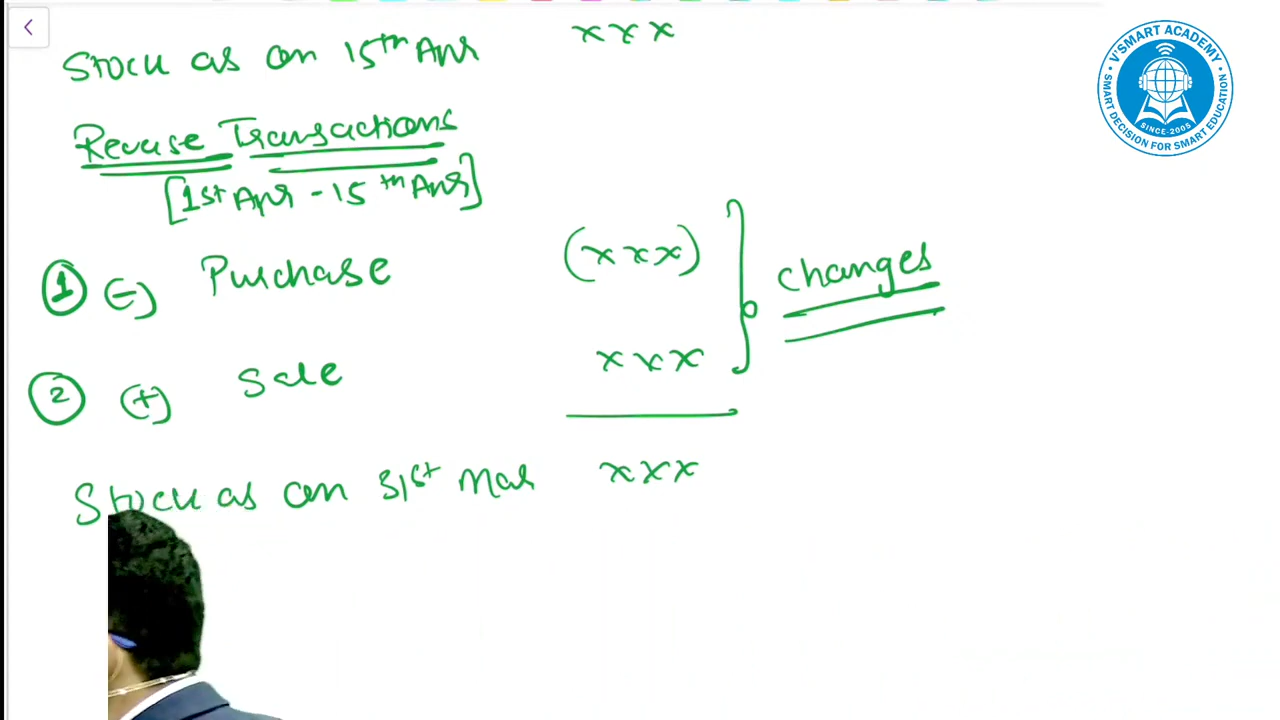 Stock as on 15th Apr xxx
Reverse Transactions
[1st Apr - 15th Apr]
① (-) Purchase (xxx)
changes
② (+) Sale xxx
Stock as on 31st Mar xxx
V'SMART ACADEMY
SINCE-2005
SMART DECISION FOR SMART EDUCATION